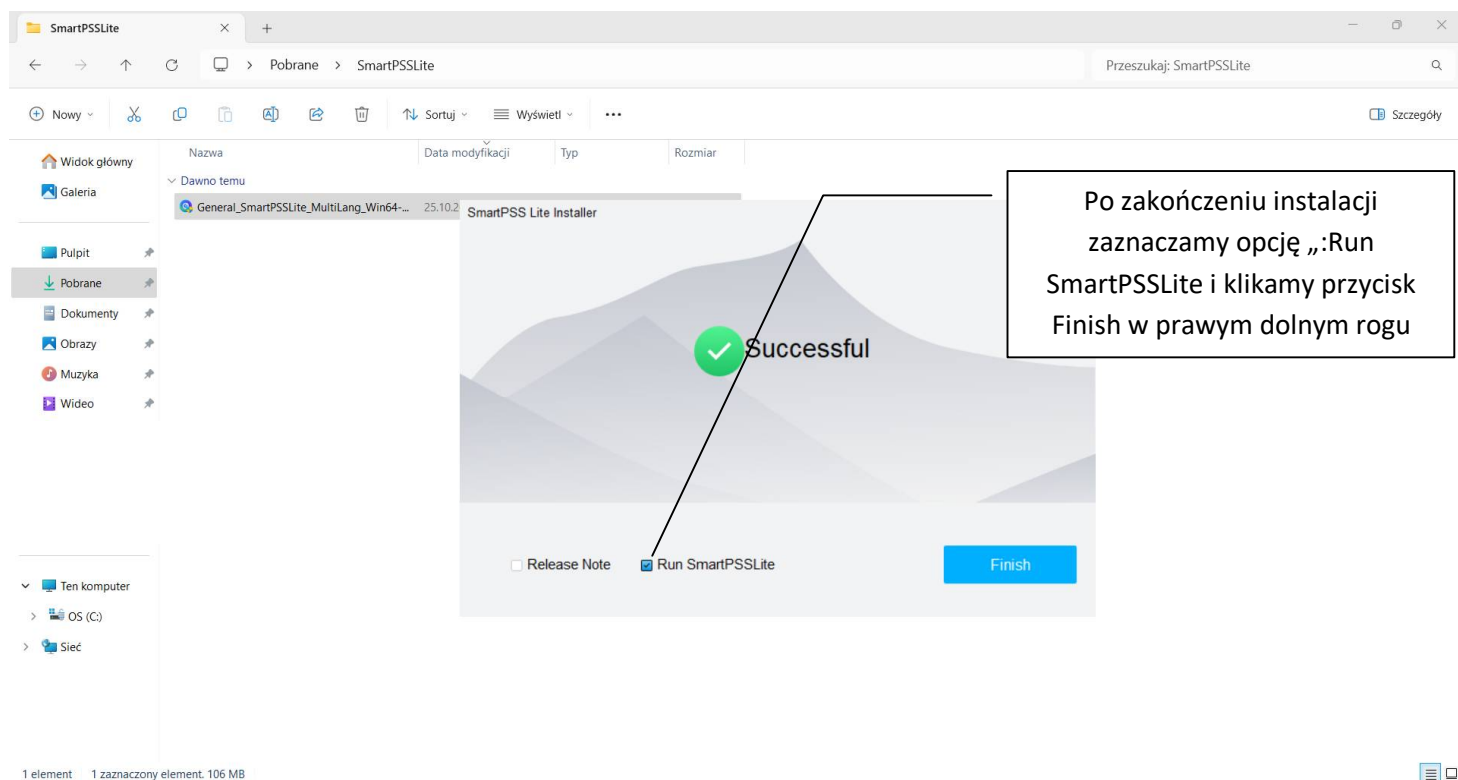 SmartPSSLite
Pobrane > SmartPSSLite
Przeszukaj: SmartPSSLite
Nowy
Sortuj
Wyświetl
Szczegóły
Nazwa
Data modyfikacji
Typ
Rozmiar
Widok główny
Galeria
Pulpit
Pobrane
Dokumenty
Obrazy
Muzyka
Wideo
Ten komputer
OS (C:)
Sieć
Dawno temu
General_SmartPSSLite_MultiLang_Win64-... 25.10.2
SmartPSS Lite Installer
Successful
Release Note
Run SmartPSSLite
Finish
Po zakończeniu instalacji
zaznaczamy opcję „:Run
SmartPSSLite i klikamy przycisk
Finish w prawym dolnym rogu
1 element 1 zaznaczony element. 106 MB